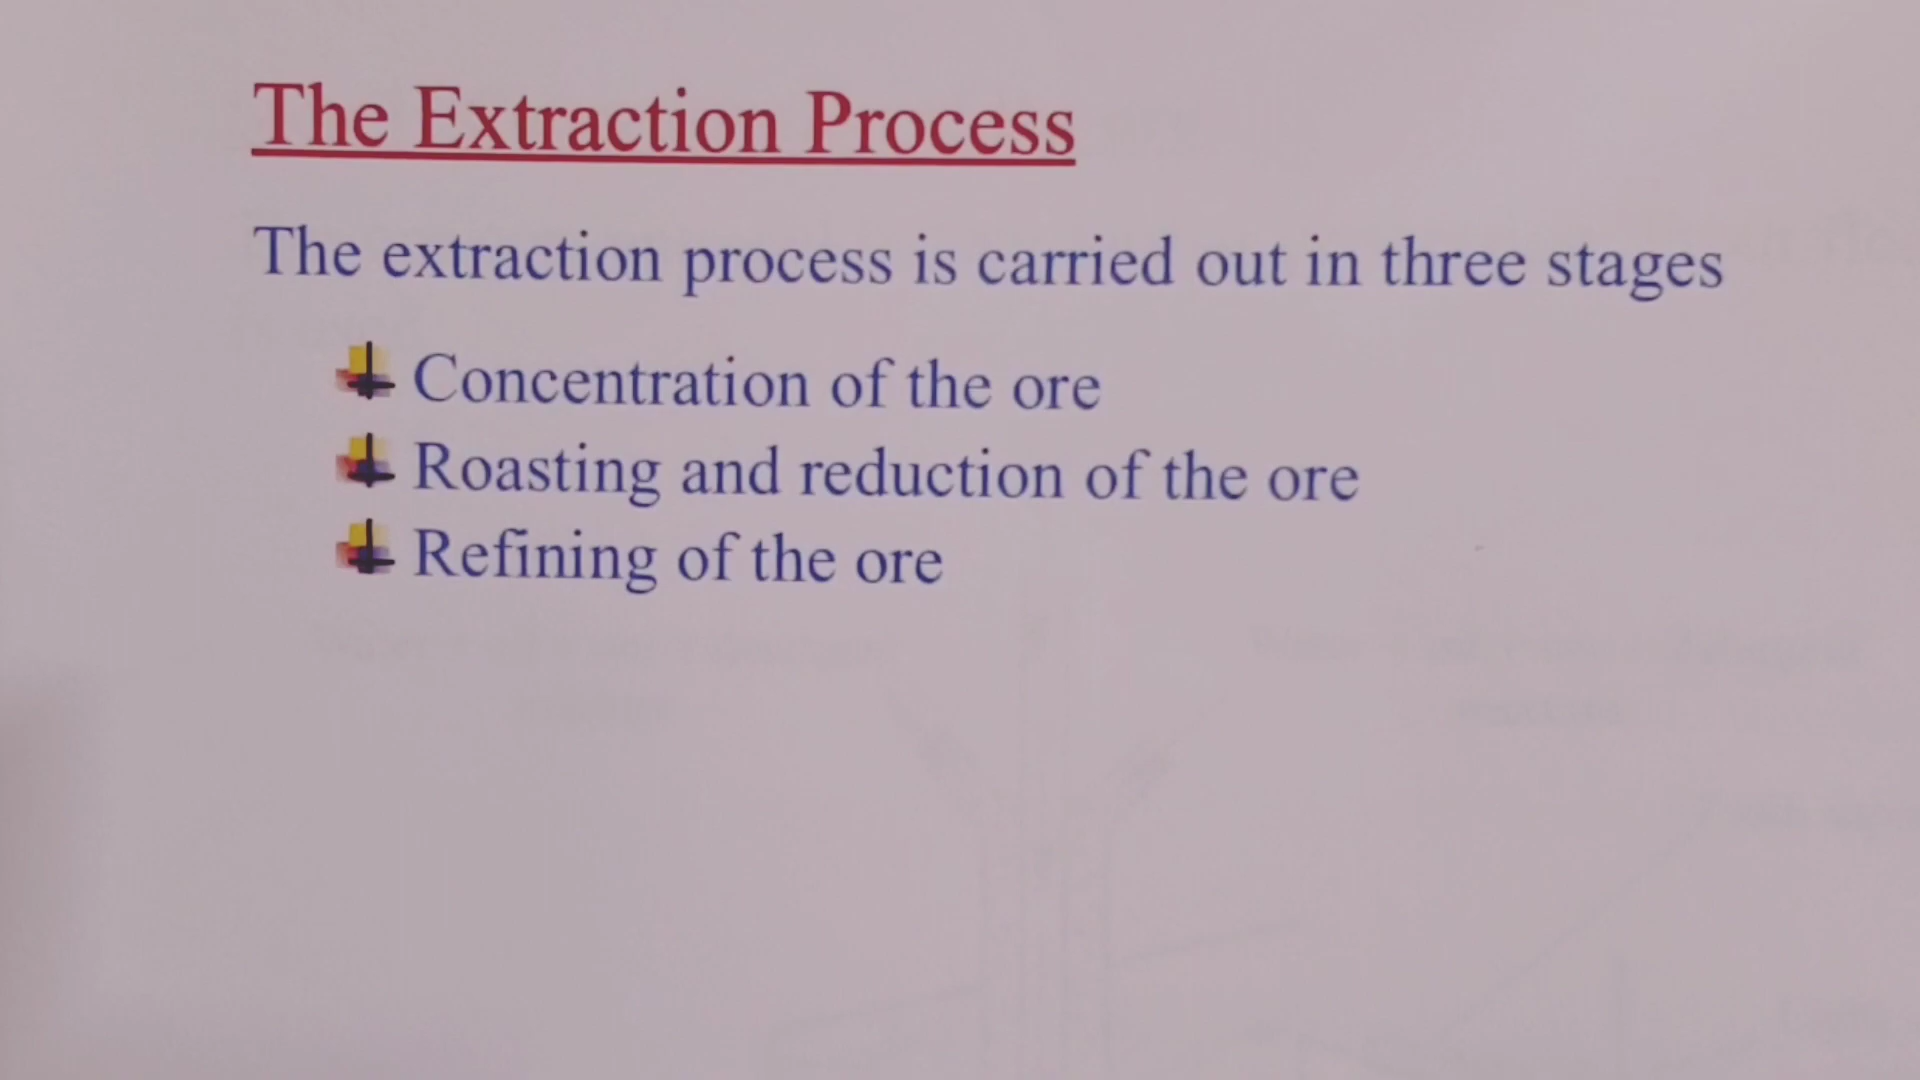 The Extraction Process
The extraction process is carried out in three stages
Concentration of the ore
Roasting and reduction of the ore
Refining of the ore